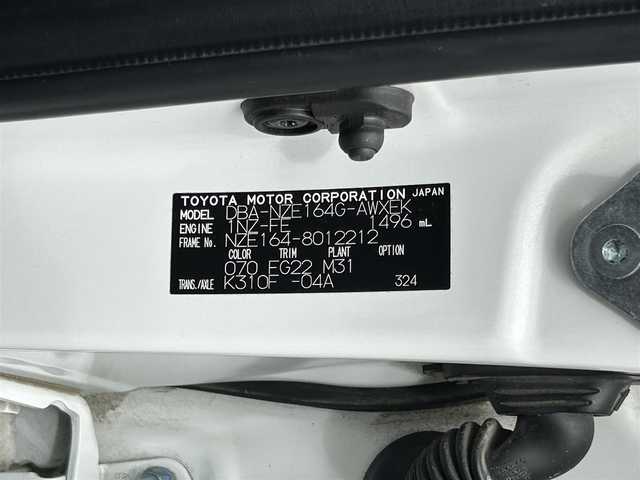 TOYOTA MOTOR CORPORATION JAPAN
MODEL DBA-NZE164G-AWXEK
ENGINE 1NZ-FE 1496 mL
FRAME No. NZE164-8012212
COLOR TRIM PLANT OPTION
070 FG22 M31
TRANS./AXLE K310F -04A 324